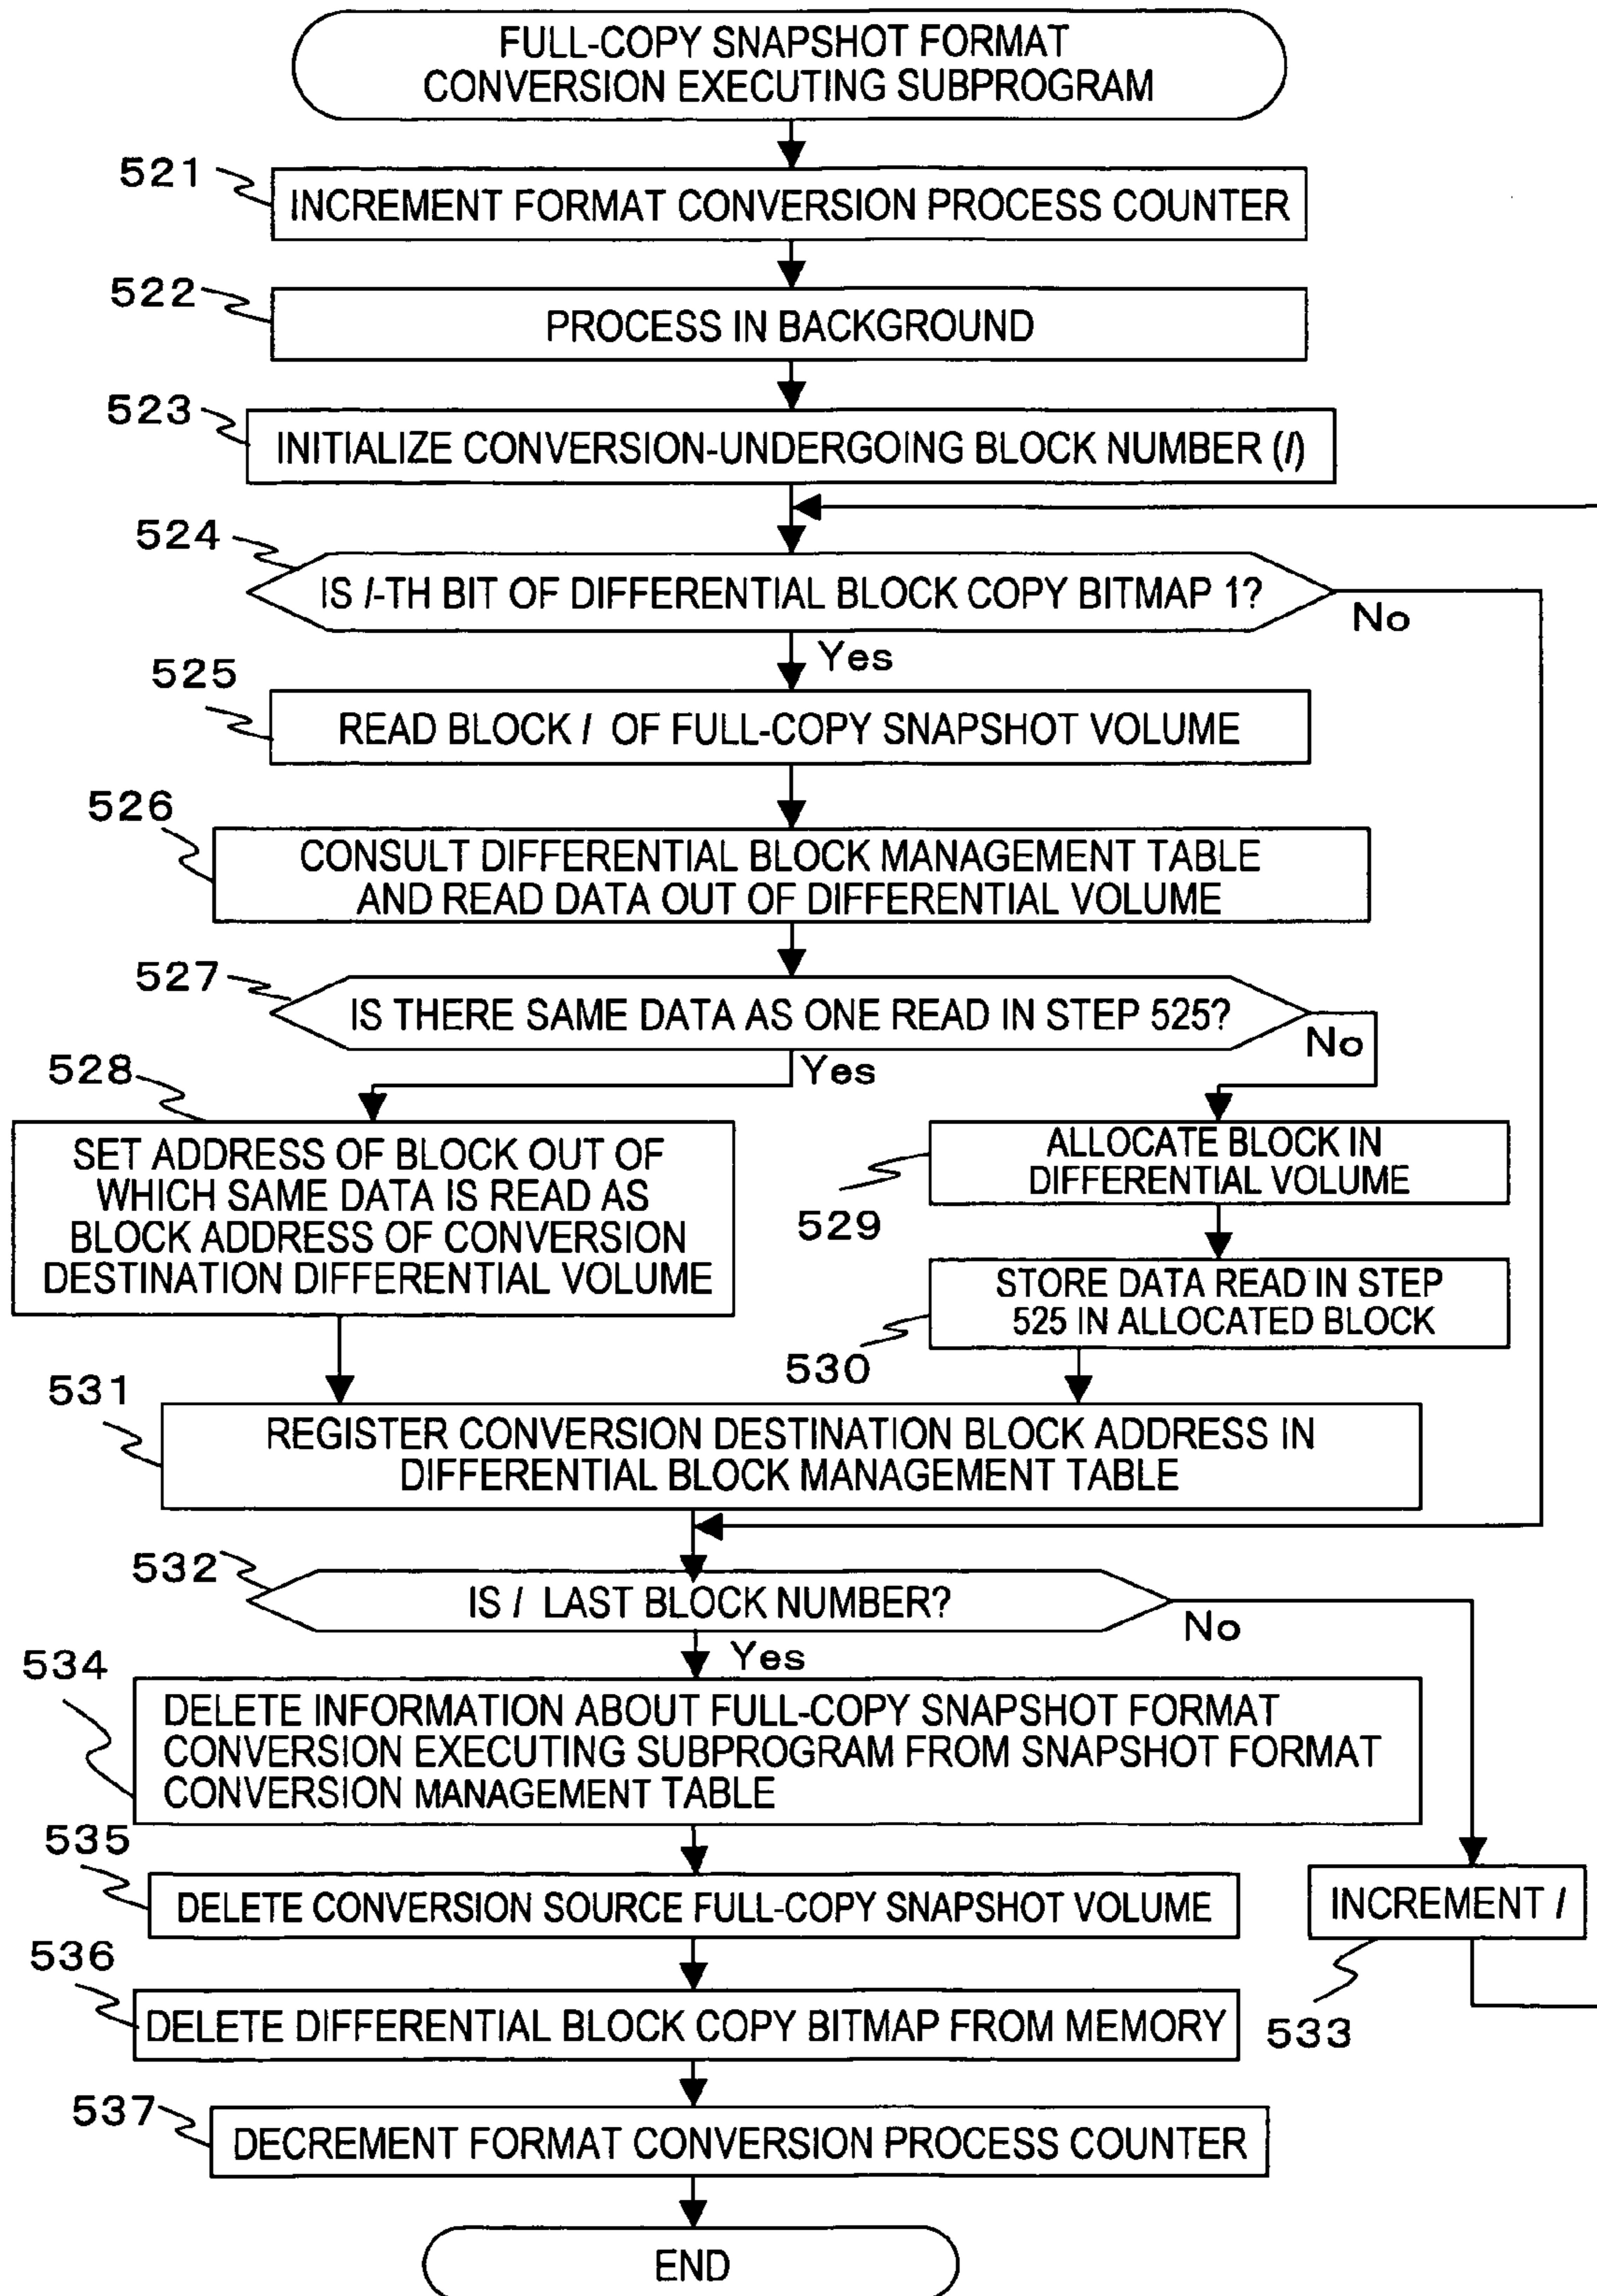 FULL-COPY SNAPSHOT FORMAT
CONVERSION EXECUTING SUBPROGRAM
521
INCREMENT FORMAT CONVERSION PROCESS COUNTER
522
PROCESS IN BACKGROUND
523
INITIALIZE CONVERSION-UNDERGOING BLOCK NUMBER (I)
524
IS I-TH BIT OF DIFFERENTIAL BLOCK COPY BITMAP 1?
No
Yes
525
READ BLOCK I OF FULL-COPY SNAPSHOT VOLUME
526
CONSULT DIFFERENTIAL BLOCK MANAGEMENT TABLE
AND READ DATA OUT OF DIFFERENTIAL VOLUME
527
IS THERE SAME DATA AS ONE READ IN STEP 525?
No
Yes
528
SET ADDRESS OF BLOCK OUT OF
WHICH SAME DATA IS READ AS
BLOCK ADDRESS OF CONVERSION
DESTINATION DIFFERENTIAL VOLUME
ALLOCATE BLOCK IN
DIFFERENTIAL VOLUME
529
STORE DATA READ IN STEP
525 IN ALLOCATED BLOCK
530
531
REGISTER CONVERSION DESTINATION BLOCK ADDRESS IN
DIFFERENTIAL BLOCK MANAGEMENT TABLE
532
IS I LAST BLOCK NUMBER?
No
Yes
534
DELETE INFORMATION ABOUT FULL-COPY SNAPSHOT FORMAT
CONVERSION EXECUTING SUBPROGRAM FROM SNAPSHOT FORMAT
CONVERSION MANAGEMENT TABLE
535
DELETE CONVERSION SOURCE FULL-COPY SNAPSHOT VOLUME
INCREMENT I
533
536
DELETE DIFFERENTIAL BLOCK COPY BITMAP FROM MEMORY
537
DECREMENT FORMAT CONVERSION PROCESS COUNTER
END